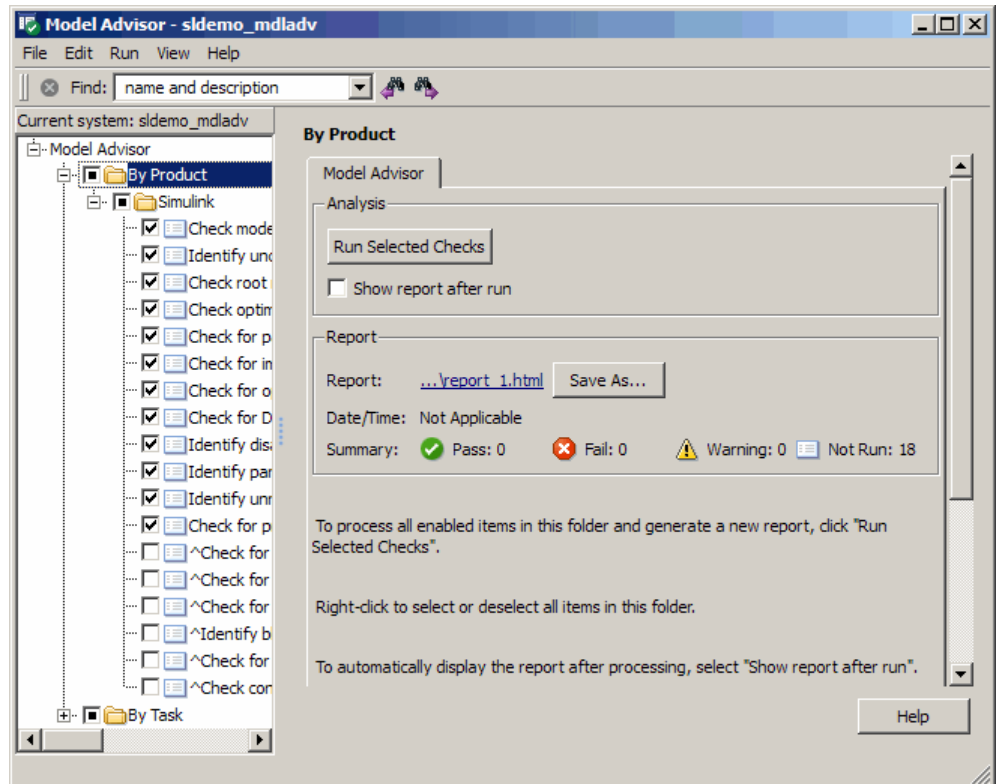 Model Advisor - sldemo_mdladv
File Edit Run View Help
Find: name and description
Current system: sldemo_mdladv
Model Advisor
By Product
Simulink
Check mode
Identify unc
Check root
Check optim
Check for p
Check for in
Check for o
Check for D
Identify disa
Identify par
Identify unr
Check for p
^Check for
^Check for
^Check for
^Identify b
^Check for
^Check con
By Task
By Product
Model Advisor
Analysis
Run Selected Checks
Show report after run
Report
Report: ...\report_1.html Save As...
Date/Time: Not Applicable
Summary: Pass: 0 Fail: 0 Warning: 0 Not Run: 18
To process all enabled items in this folder and generate a new report, click "Run
Selected Checks".
Right-click to select or deselect all items in this folder.
To automatically display the report after processing, select "Show report after run".
Help